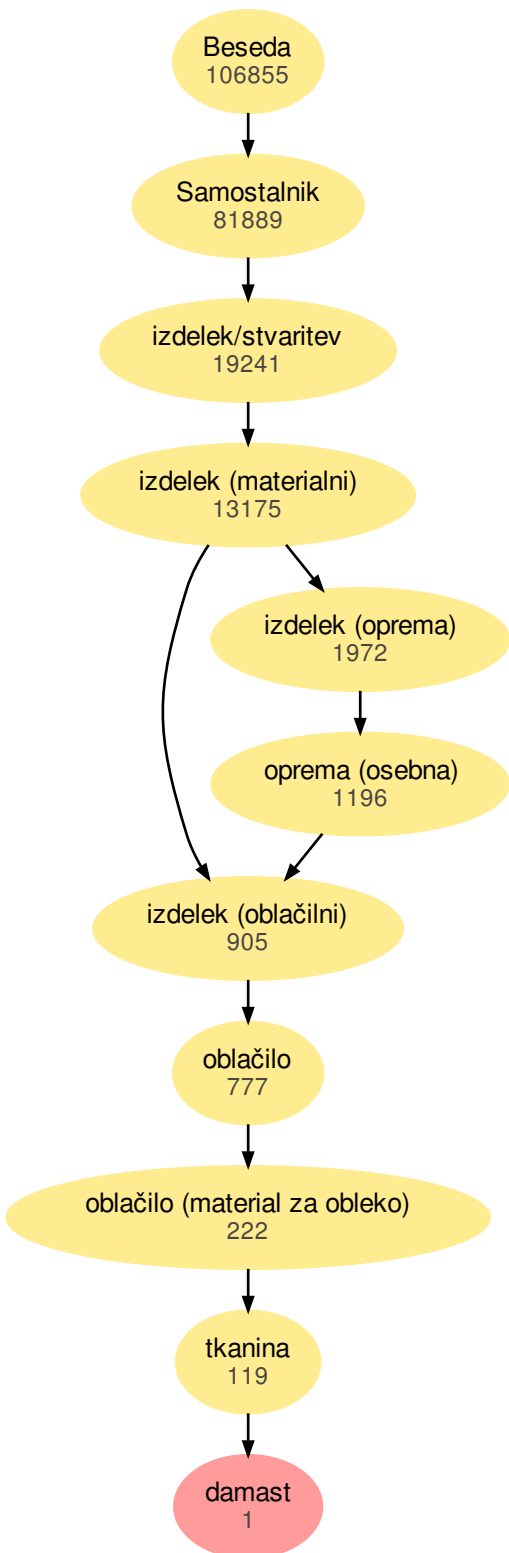 Beseda
106855
Samostalnik
81889
izdelek/stvaritev
19241
izdelek (materialni)
13175
izdelek (oprema)
1972
oprema (osebna)
1196
izdelek (oblačilni)
905
oblačilo
777
oblačilo (material za obleko)
222
tkanina
119
damast
1